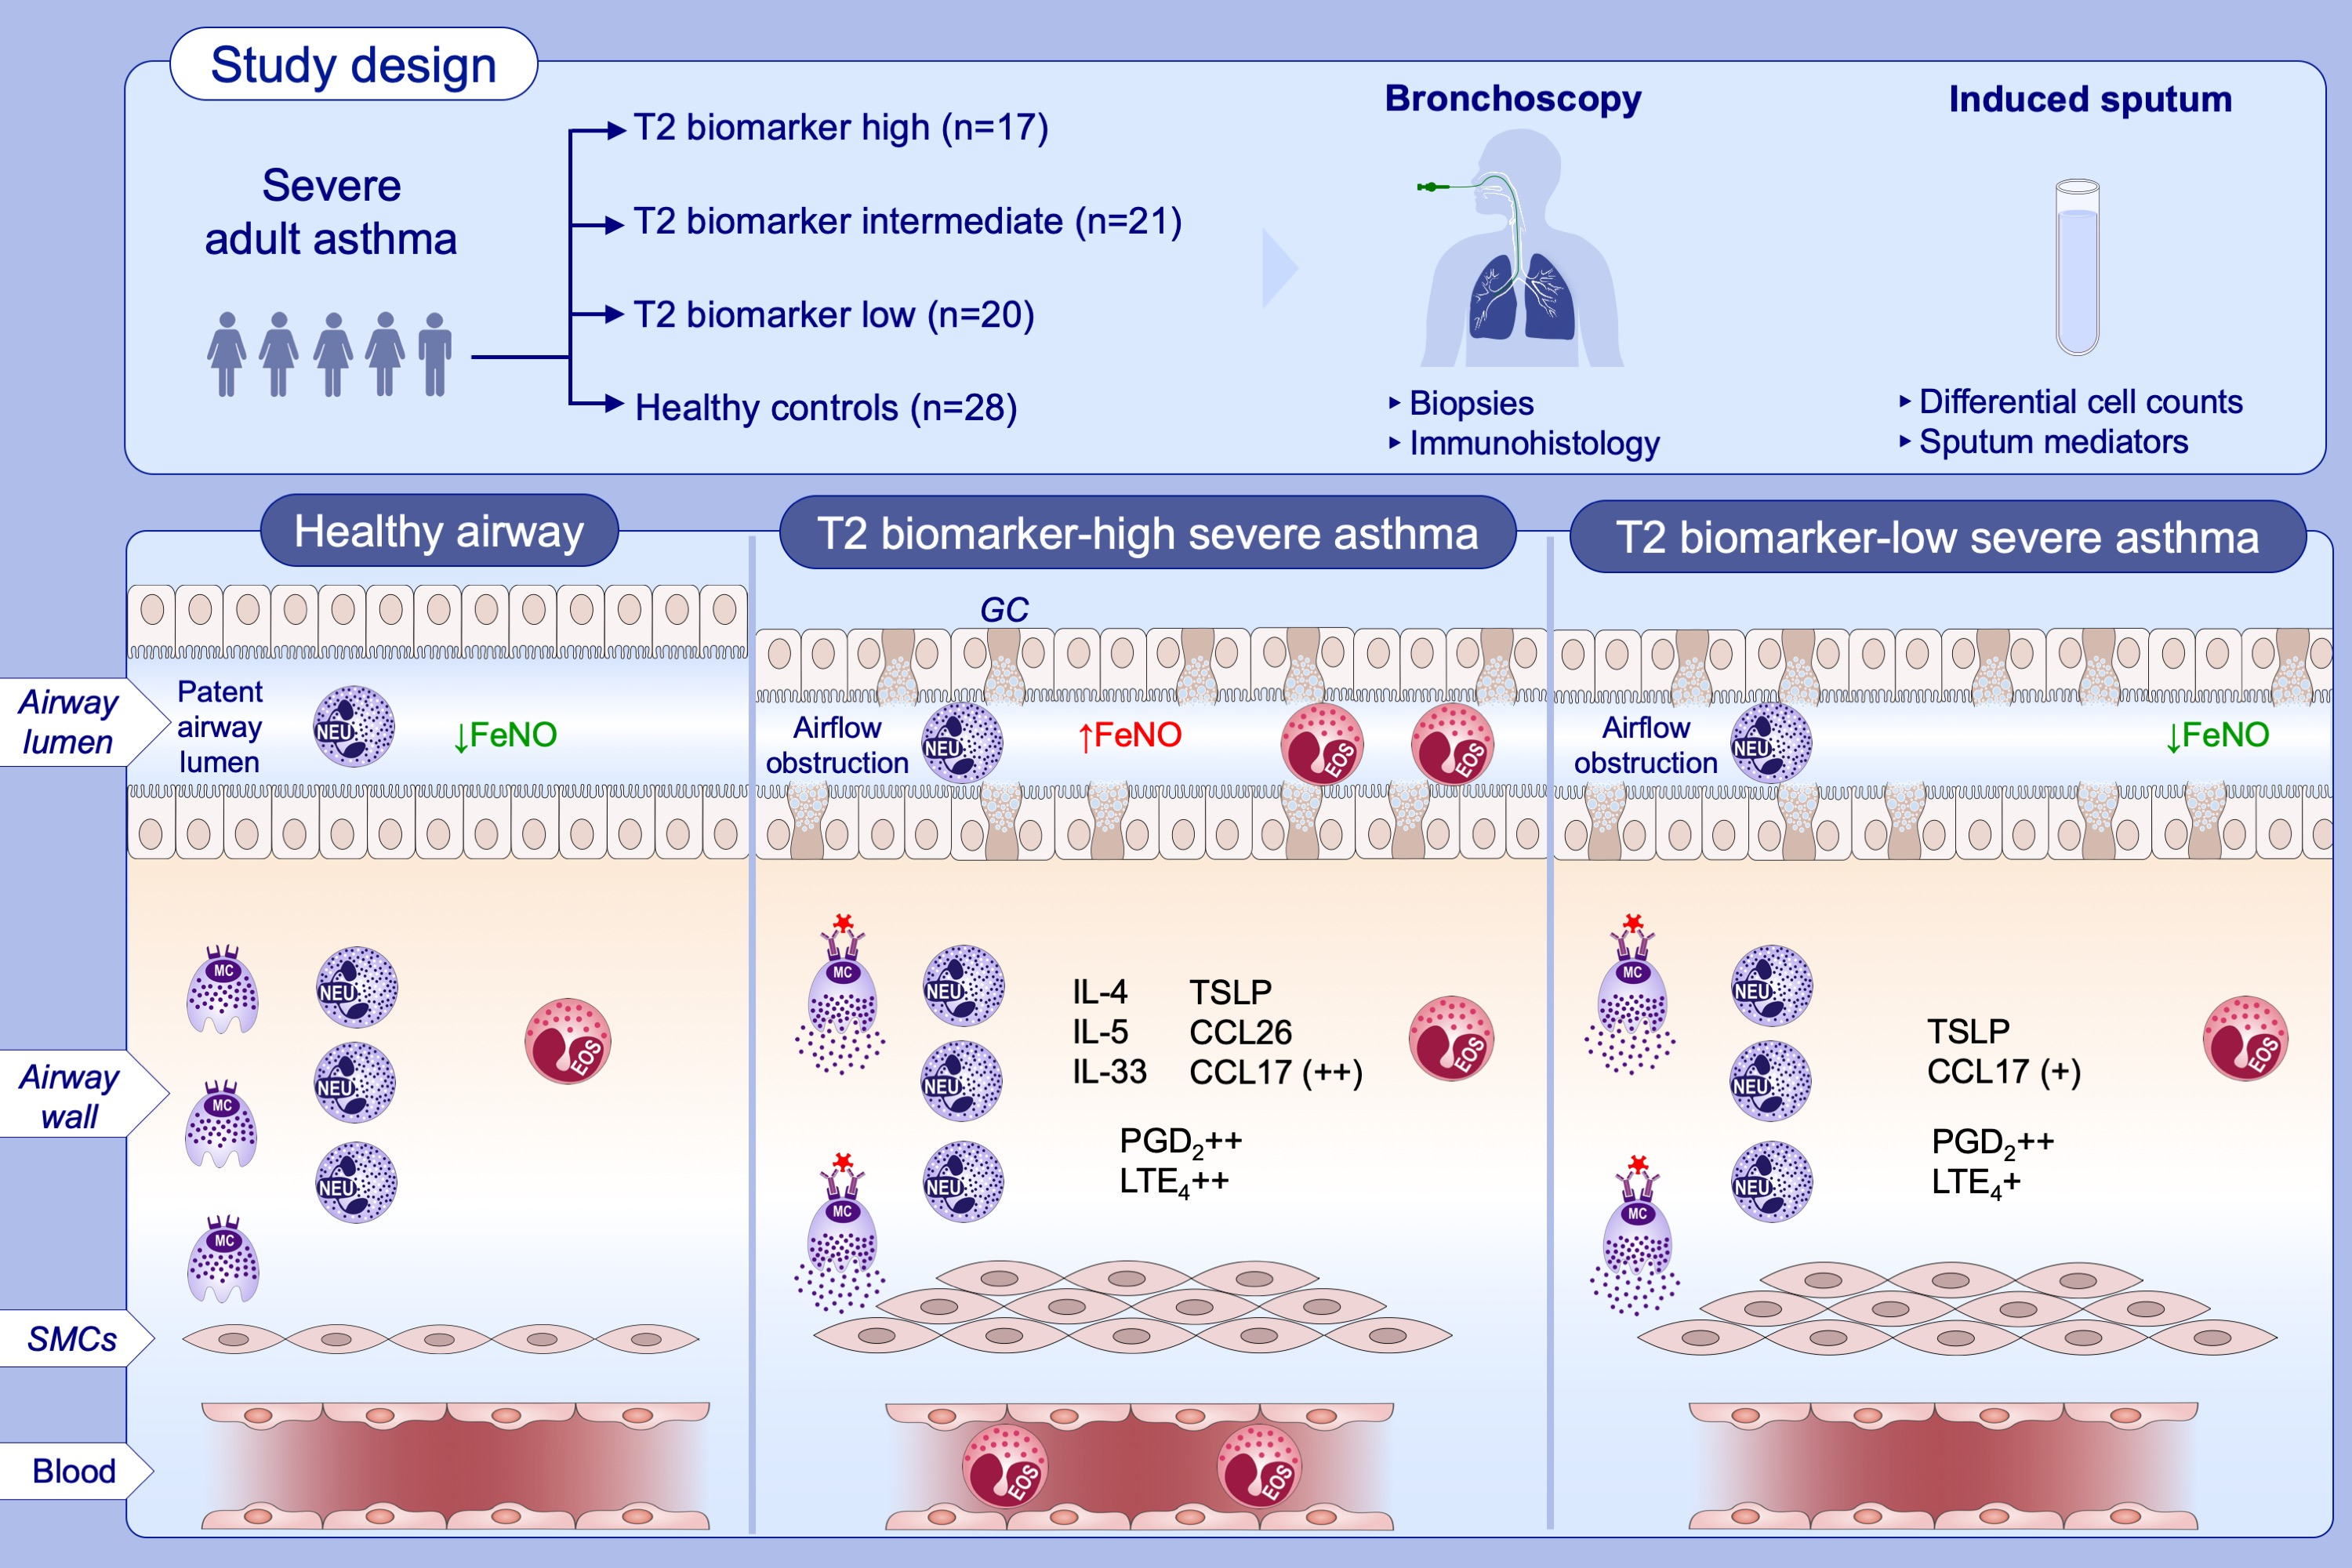 Study design
Severe
adult asthma
T2 biomarker high (n=17)
T2 biomarker intermediate (n=21)
T2 biomarker low (n=20)
Healthy controls (n=28)
Bronchoscopy
▸ Biopsies
▸ Immunohistology
Induced sputum
▸ Differential cell counts
▸ Sputum mediators
Airway
lumen
Airway
wall
SMCs
Blood
Healthy airway
Patent
airway
lumen
NEU
↓FeNO
MC
NEU
EOS
NEU
MC
NEU
MC
T2 biomarker-high severe asthma
GC
Airflow
obstruction
NEU
↑FeNO
EOS
EOS
MC
NEU
IL-4
IL-5
IL-33
TSLP
CCL26
CCL17 (++)
EOS
NEU
PGD₂++
LTE₄++
NEU
MC
EOS
EOS
T2 biomarker-low severe asthma
Airflow
obstruction
NEU
↓FeNO
MC
NEU
TSLP
CCL17 (+)
EOS
NEU
PGD₂++
LTE₄+
NEU
MC